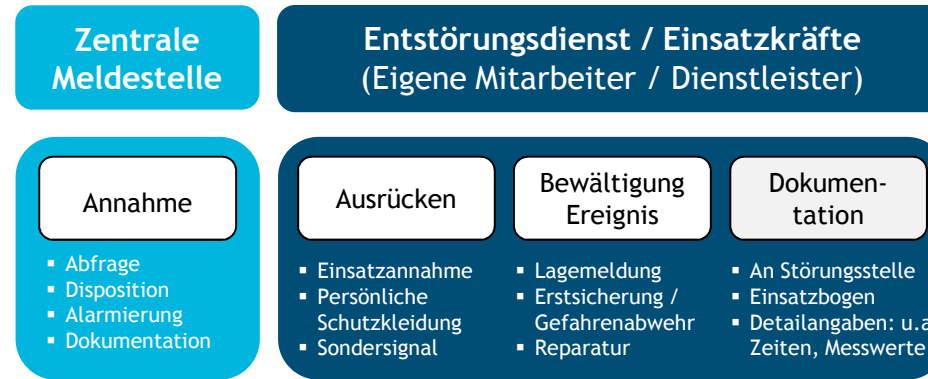 Zentrale
Meldestelle
Entstörungsdienst / Einsatzkräfte
(Eigene Mitarbeiter / Dienstleister)
Annahme
▪ Abfrage
▪ Disposition
▪ Alarmierung
▪ Dokumentation
Ausrücken
▪ Einsatzannahme
▪ Persönliche
Schutzkleidung
▪ Sondersignal
Bewältigung
Ereignis
▪ Lagemeldung
▪ Erstsicherung /
Gefahrenabwehr
▪ Reparatur
Dokumen-
tation
▪ An Störungsstelle
▪ Einsatzbogen
▪ Detailangaben: u.a
Zeiten, Messwerte